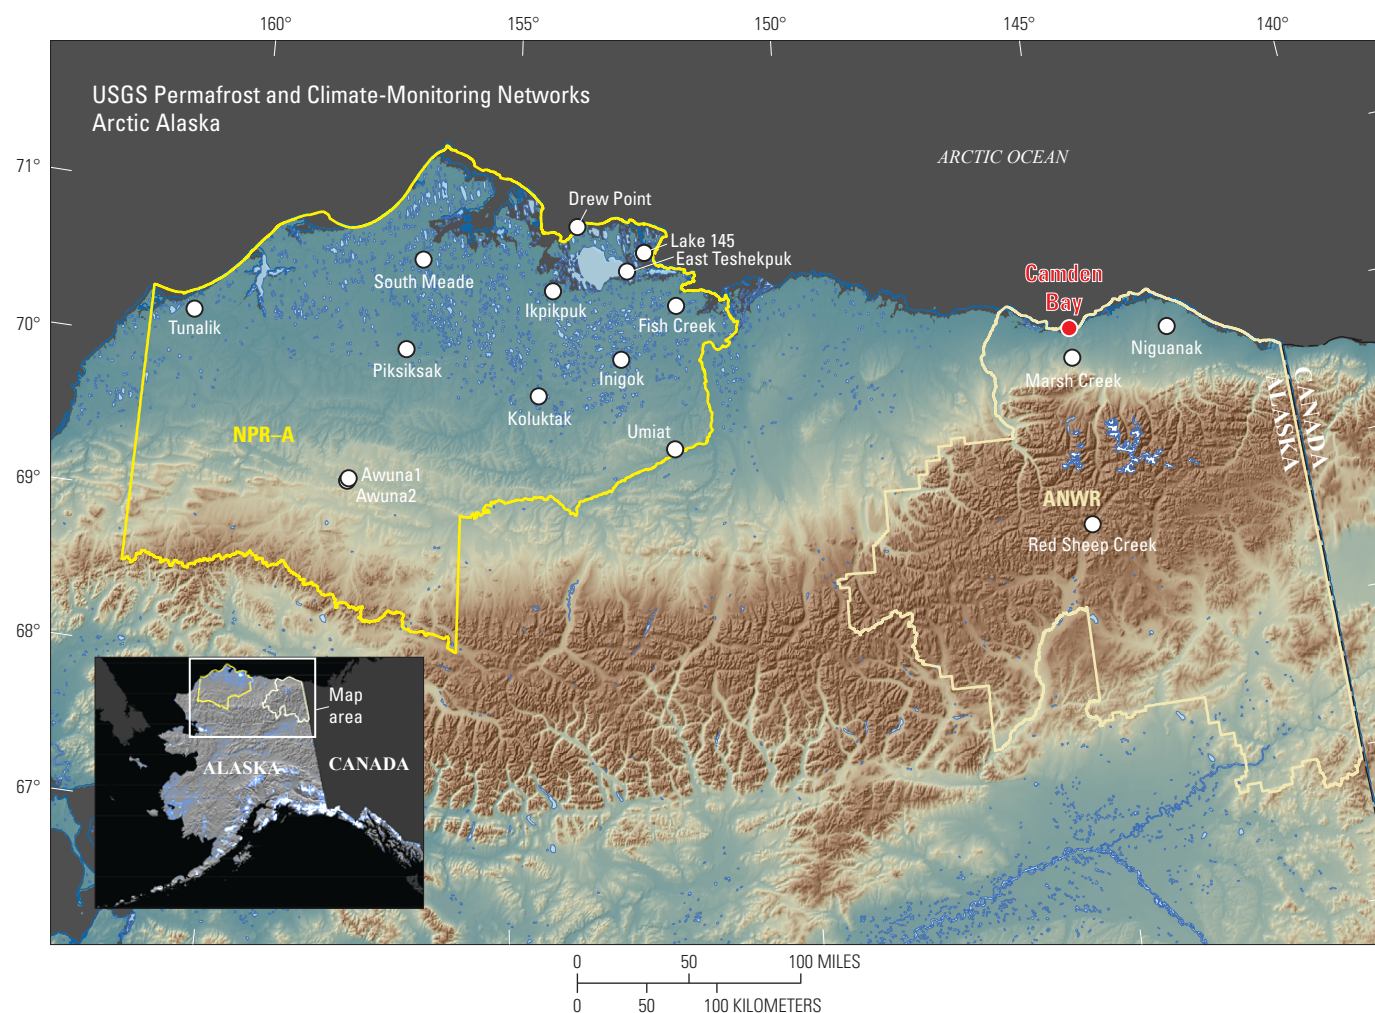 160°
155°
150°
145°
140°
USGS Permafrost and Climate-Monitoring Networks
Arctic Alaska
ARCTIC OCEAN
71°
Drew Point
Lake 145
East Teshekpuk
South Meade
Ikpikpuk
Fish Creek
Camden
Bay
70°
Tunalik
Niguanak
Piksiksak
Inigok
Marsh Creek
Koluktak
CANADA
ALASKA
NPR–A
Umiat
69°
Awuna1
Awuna2
ANWR
Red Sheep Creek
68°
Map
area
ALASKA
CANADA
67°
0 50 100 MILES
0 50 100 KILOMETERS